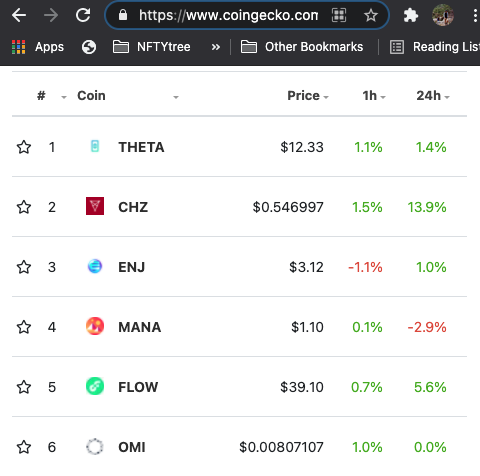 https://www.coingecko.com
Apps NFTYtree » Other Bookmarks Reading List
# Coin Price 1h 24h
1 THETA $12.33 1.1% 1.4%
2 CHZ $0.546997 1.5% 13.9%
3 ENJ $3.12 -1.1% 1.0%
4 MANA $1.10 0.1% -2.9%
5 FLOW $39.10 0.7% 5.6%
6 OMI $0.00807107 1.0% 0.0%